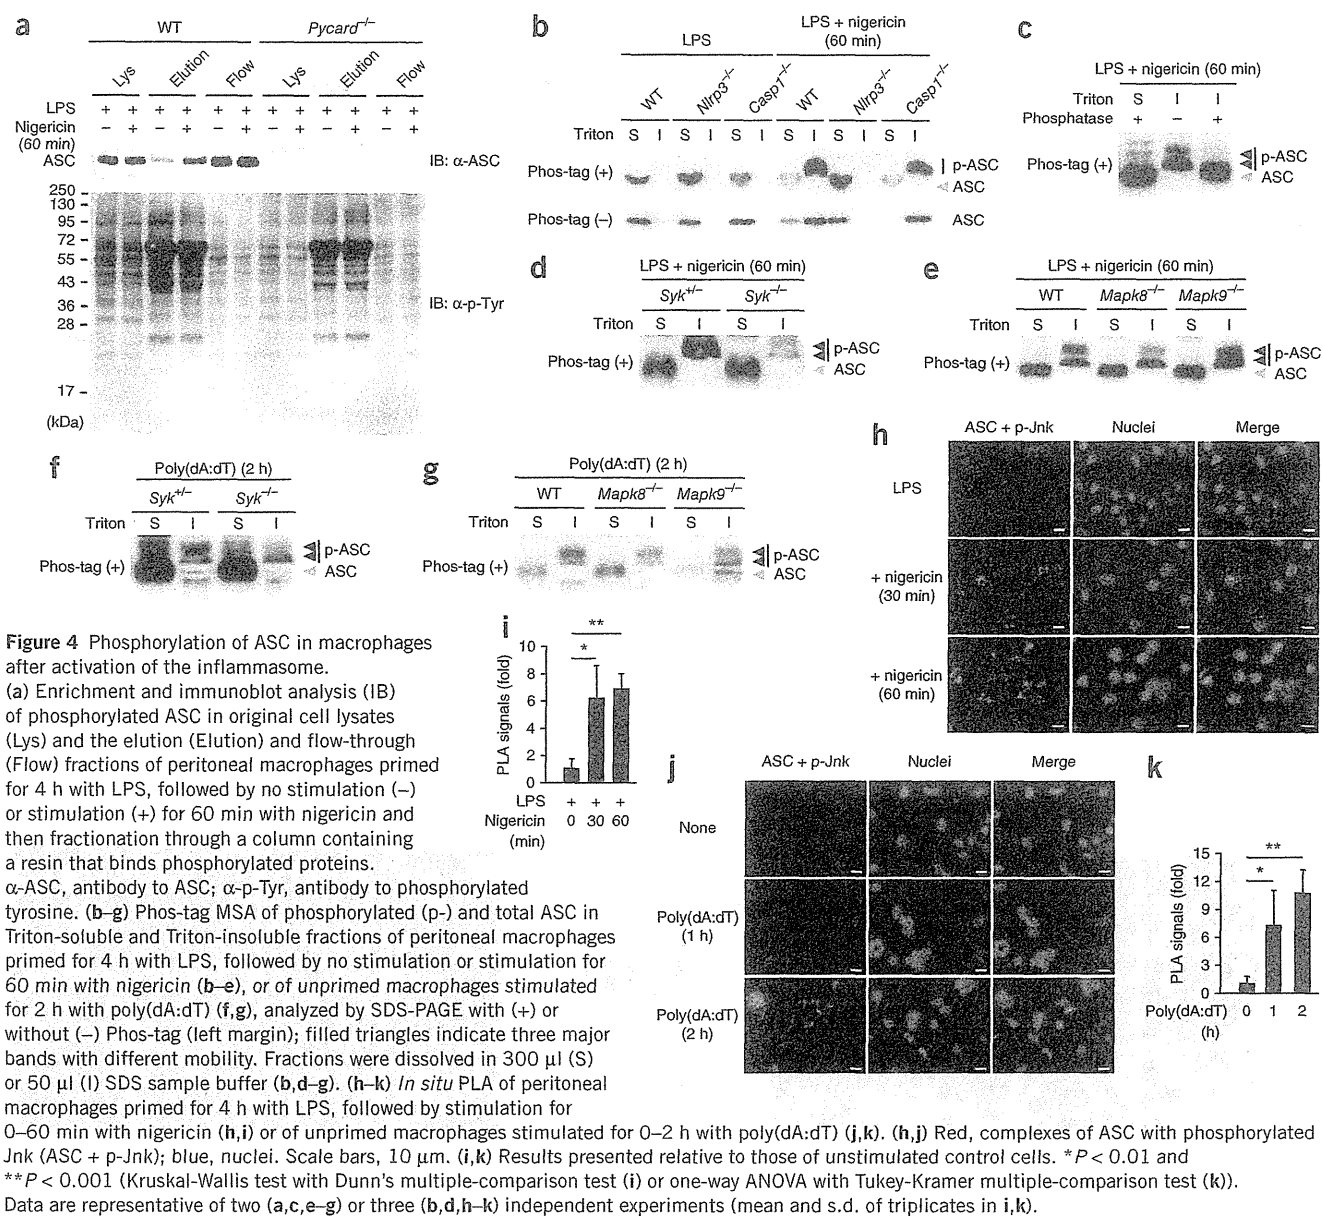 a
WT Pycard–/–
Lys Elution Flow Lys Elution Flow
LPS + + + + + + + + + + + +
Nigericin – + – + – + – + – + – +
(60 min)
ASC IB: α-ASC
250
130
95
72
55
43
36
28
17
(kDa)
IB: α-p-Tyr
b
LPS LPS + nigericin
(60 min)
WT Nlrp3–/– Casp1–/– WT Nlrp3–/– Casp1–/–
Triton S I S I S I S I S I S I
Phos-tag (+) p-ASC
ASC
Phos-tag (–) ASC
c
LPS + nigericin (60 min)
Triton S I I
Phosphatase + – +
Phos-tag (+) p-ASC
ASC
d
LPS + nigericin (60 min)
Syk+/– Syk–/–
Triton S I S I
Phos-tag (+) p-ASC
ASC
e
LPS + nigericin (60 min)
WT Mapk8–/– Mapk9–/–
Triton S I S I S I
Phos-tag (+) p-ASC
ASC
f
Poly(dA:dT) (2 h)
Syk+/– Syk–/–
Triton S I S I
Phos-tag (+) p-ASC
ASC
g
Poly(dA:dT) (2 h)
WT Mapk8–/– Mapk9–/–
Triton S I S I S I
Phos-tag (+) p-ASC
ASC
h
ASC + p-Jnk Nuclei Merge
LPS
+ nigericin
(30 min)
+ nigericin
(60 min)
i
PLA signals (fold)
10
8
6
4
2
0
* **
LPS + + +
Nigericin 0 30 60
(min)
j
ASC + p-Jnk Nuclei Merge
None
Poly(dA:dT)
(1 h)
Poly(dA:dT)
(2 h)
k
PLA signals (fold)
15
12
9
6
3
0
* **
Poly(dA:dT) 0 1 2
(h)
Figure 4 Phosphorylation of ASC in macrophages
after activation of the inflammasome.
(a) Enrichment and immunoblot analysis (IB)
of phosphorylated ASC in original cell lysates
(Lys) and the elution (Elution) and flow-through
(Flow) fractions of peritoneal macrophages primed
for 4 h with LPS, followed by no stimulation (–)
or stimulation (+) for 60 min with nigericin and
then fractionation through a column containing
a resin that binds phosphorylated proteins.
α-ASC, antibody to ASC; α-p-Tyr, antibody to phosphorylated
tyrosine. (b–g) Phos-tag MSA of phosphorylated (p-) and total ASC in
Triton-soluble and Triton-insoluble fractions of peritoneal macrophages
primed for 4 h with LPS, followed by no stimulation or stimulation for
60 min with nigericin (b–e), or of unprimed macrophages stimulated
for 2 h with poly(dA:dT) (f,g), analyzed by SDS-PAGE with (+) or
without (–) Phos-tag (left margin); filled triangles indicate three major
bands with different mobility. Fractions were dissolved in 300 μl (S)
or 50 μl (I) SDS sample buffer (b,d–g). (h–k) In situ PLA of peritoneal
macrophages primed for 4 h with LPS, followed by stimulation for
0–60 min with nigericin (h,i) or of unprimed macrophages stimulated for 0–2 h with poly(dA:dT) (j,k). (h,j) Red, complexes of ASC with phosphorylated
Jnk (ASC + p-Jnk); blue, nuclei. Scale bars, 10 μm. (i,k) Results presented relative to those of unstimulated control cells. *P < 0.01 and
**P < 0.001 (Kruskal-Wallis test with Dunn's multiple-comparison test (i) or one-way ANOVA with Tukey-Kramer multiple-comparison test (k)).
Data are representative of two (a,c,e–g) or three (b,d,h–k) independent experiments (mean and s.d. of triplicates in i,k).